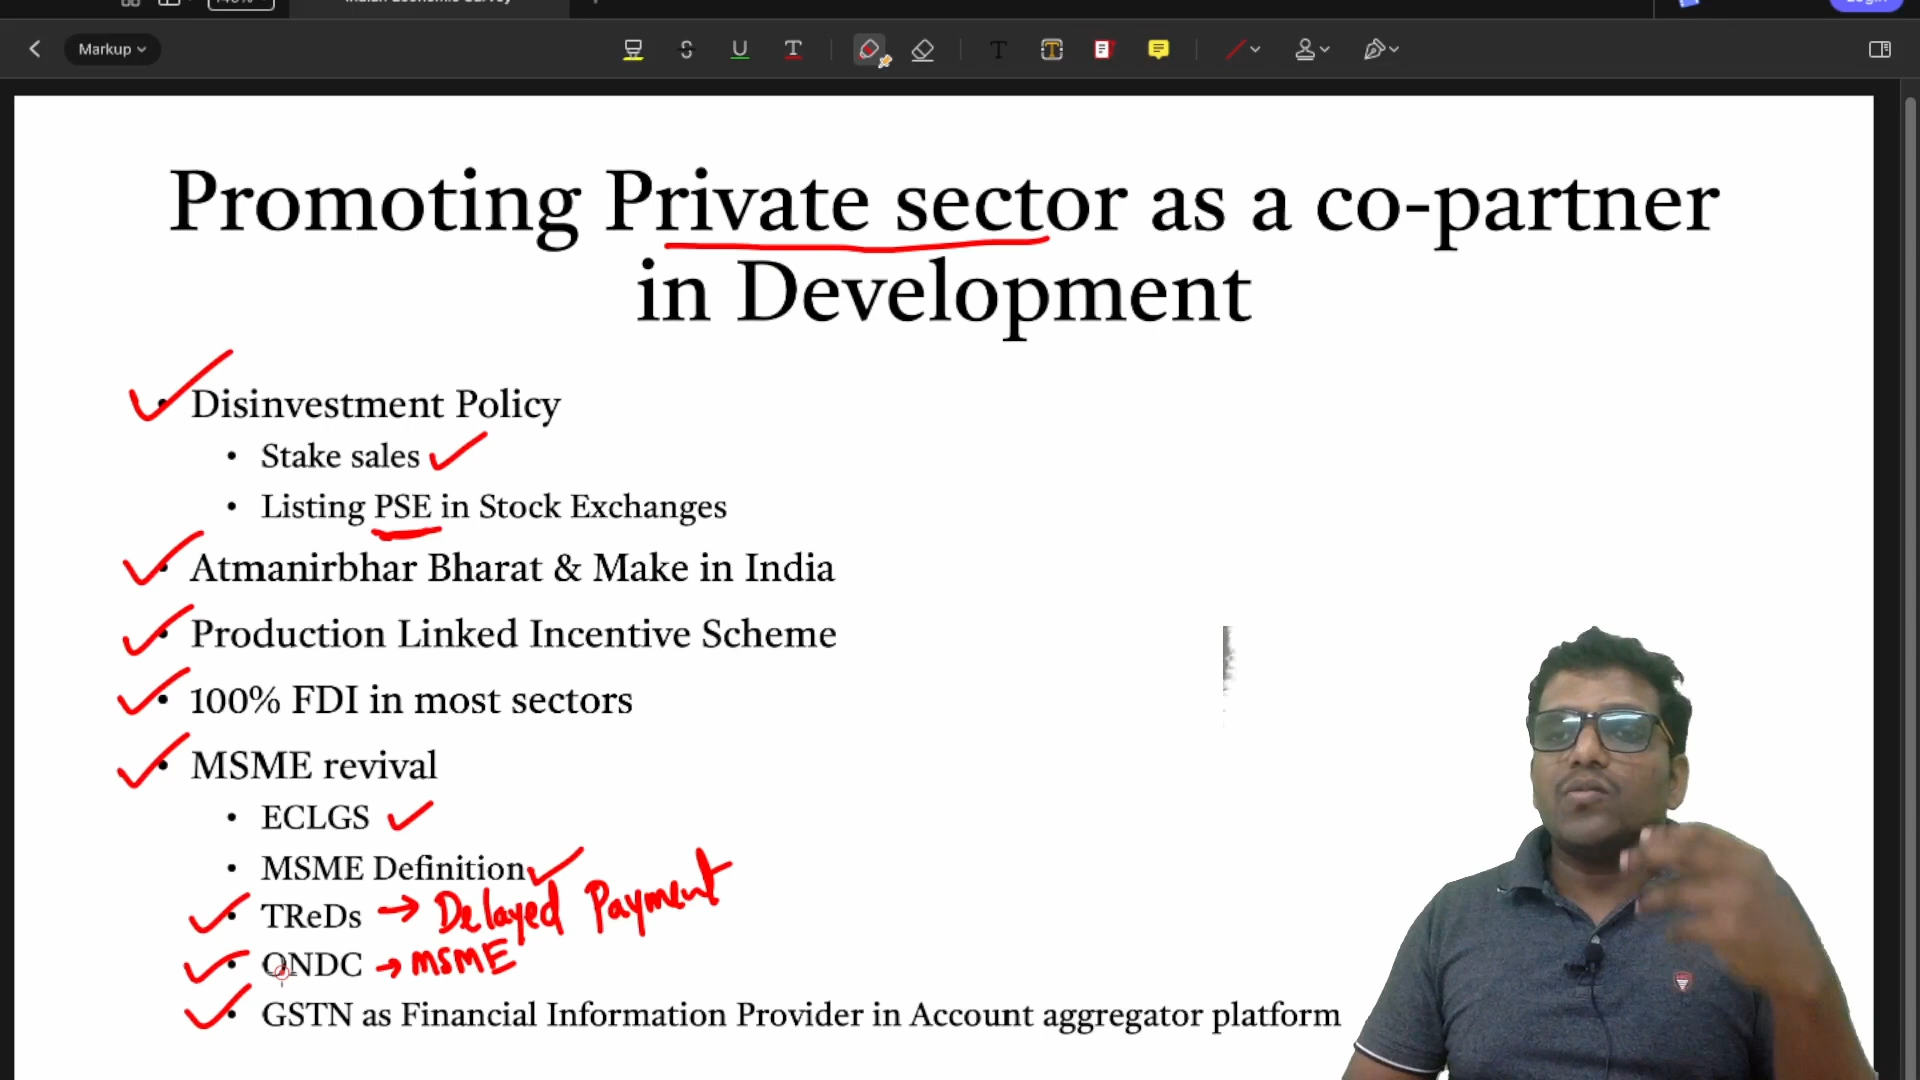 Markup
Promoting Private sector as a co-partner
in Development
• Disinvestment Policy
• Stake sales
• Listing PSE in Stock Exchanges
• Atmanirbhar Bharat & Make in India
• Production Linked Incentive Scheme
• 100% FDI in most sectors
• MSME revival
• ECLGS
• MSME Definition
• TReDs → Delayed Payment
• ONDC → MSME
• GSTN as Financial Information Provider in Account aggregator platform